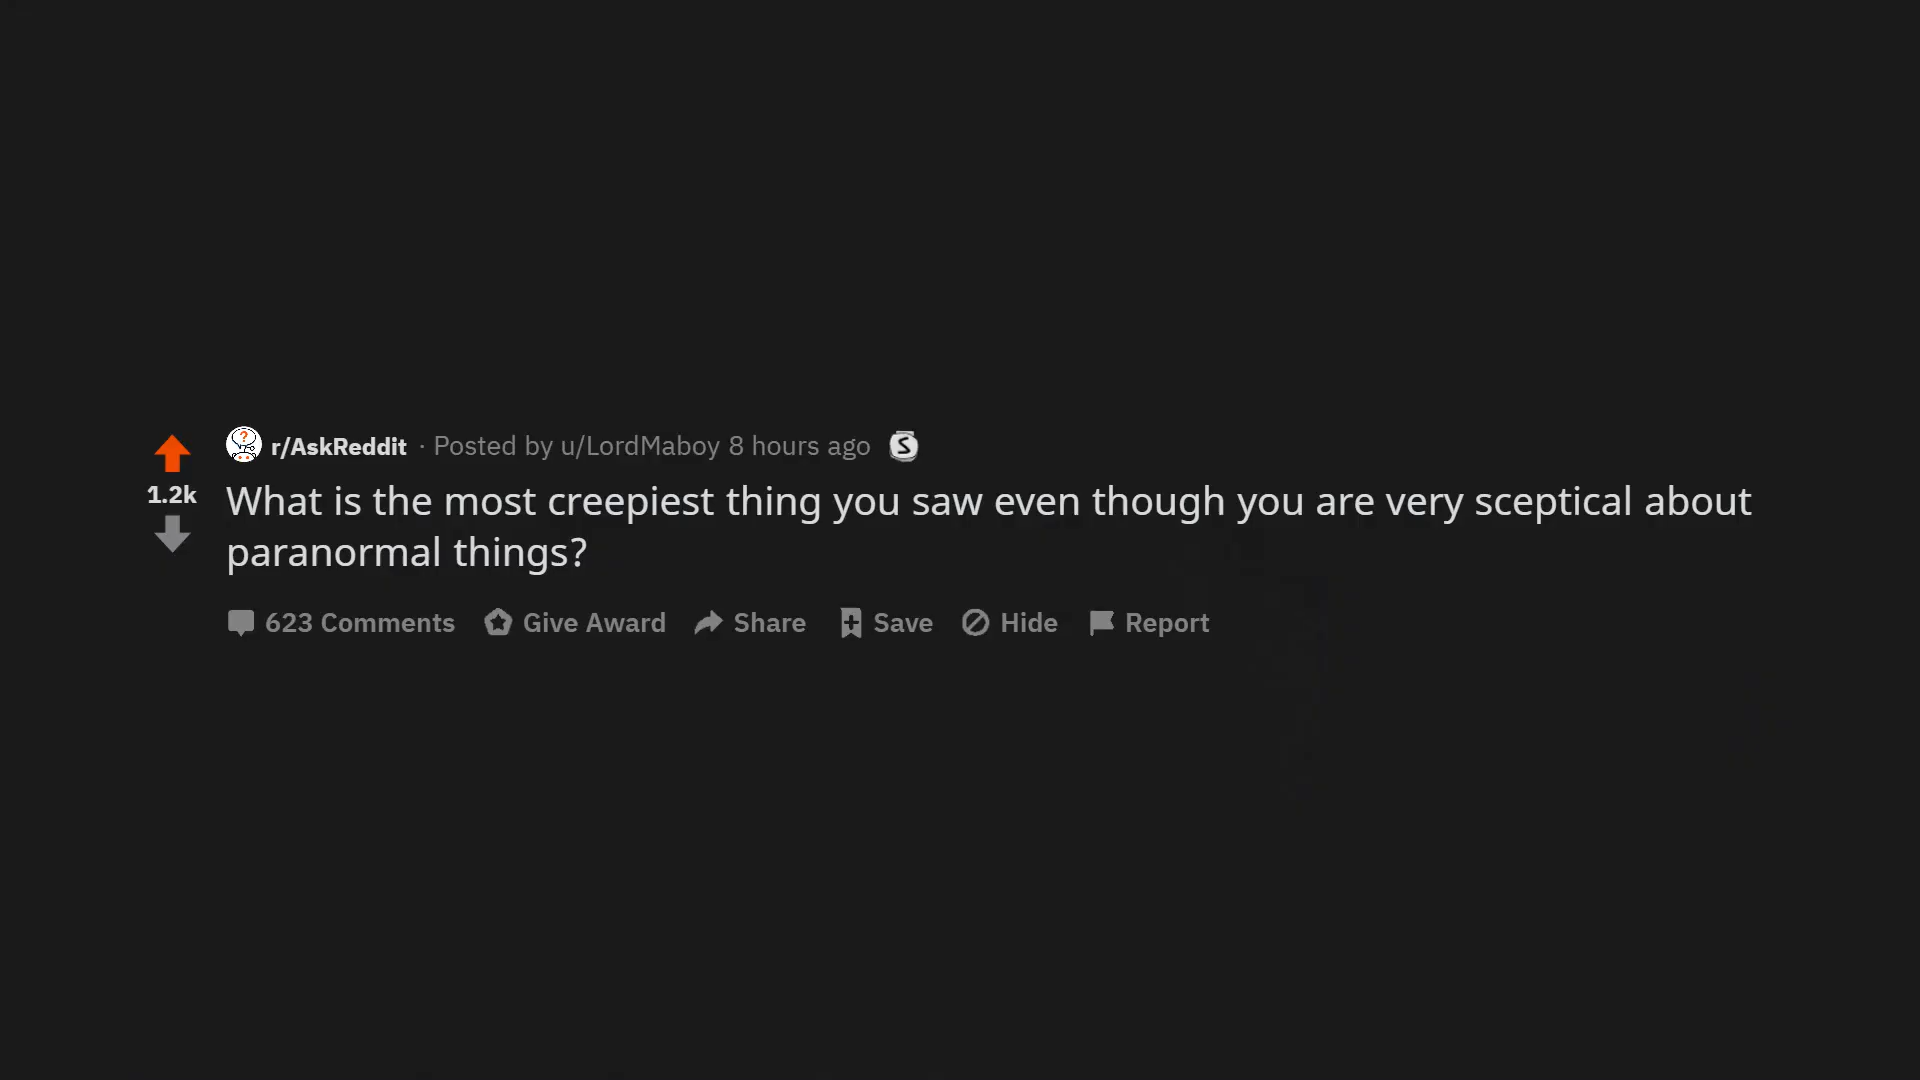 r/AskReddit · Posted by u/LordMaboy 8 hours ago S
1.2k
What is the most creepiest thing you saw even though you are very sceptical about
paranormal things?
623 Comments Give Award Share Save Hide Report